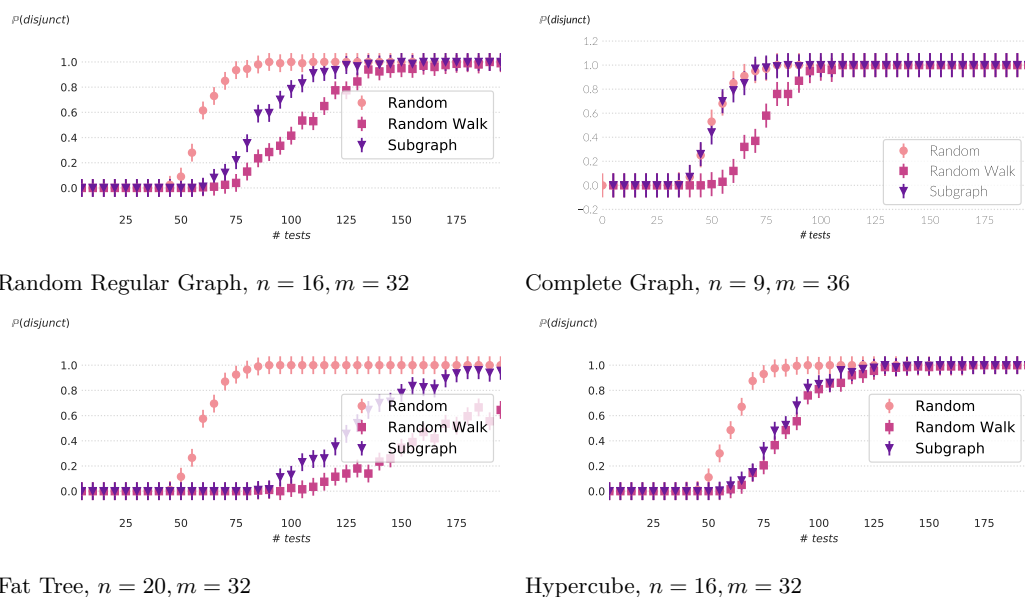 ℙ(disjunct)
1.0
0.8
0.6
0.4
0.2
0.0
Random
Random Walk
Subgraph
25 50 75 100 125 150 175
# tests
Random Regular Graph, n = 16, m = 32
ℙ(disjunct)
1.2
1.0
0.8
0.6
0.4
0.2
0.0
−0.2
Random
Random Walk
Subgraph
0 25 50 75 100 125 150 175
# tests
Complete Graph, n = 9, m = 36
ℙ(disjunct)
1.0
0.8
0.6
0.4
0.2
0.0
Random
Random Walk
Subgraph
25 50 75 100 125 150 175
# tests
Fat Tree, n = 20, m = 32
ℙ(disjunct)
1.0
0.8
0.6
0.4
0.2
0.0
Random
Random Walk
Subgraph
25 50 75 100 125 150 175
# tests
Hypercube, n = 16, m = 32